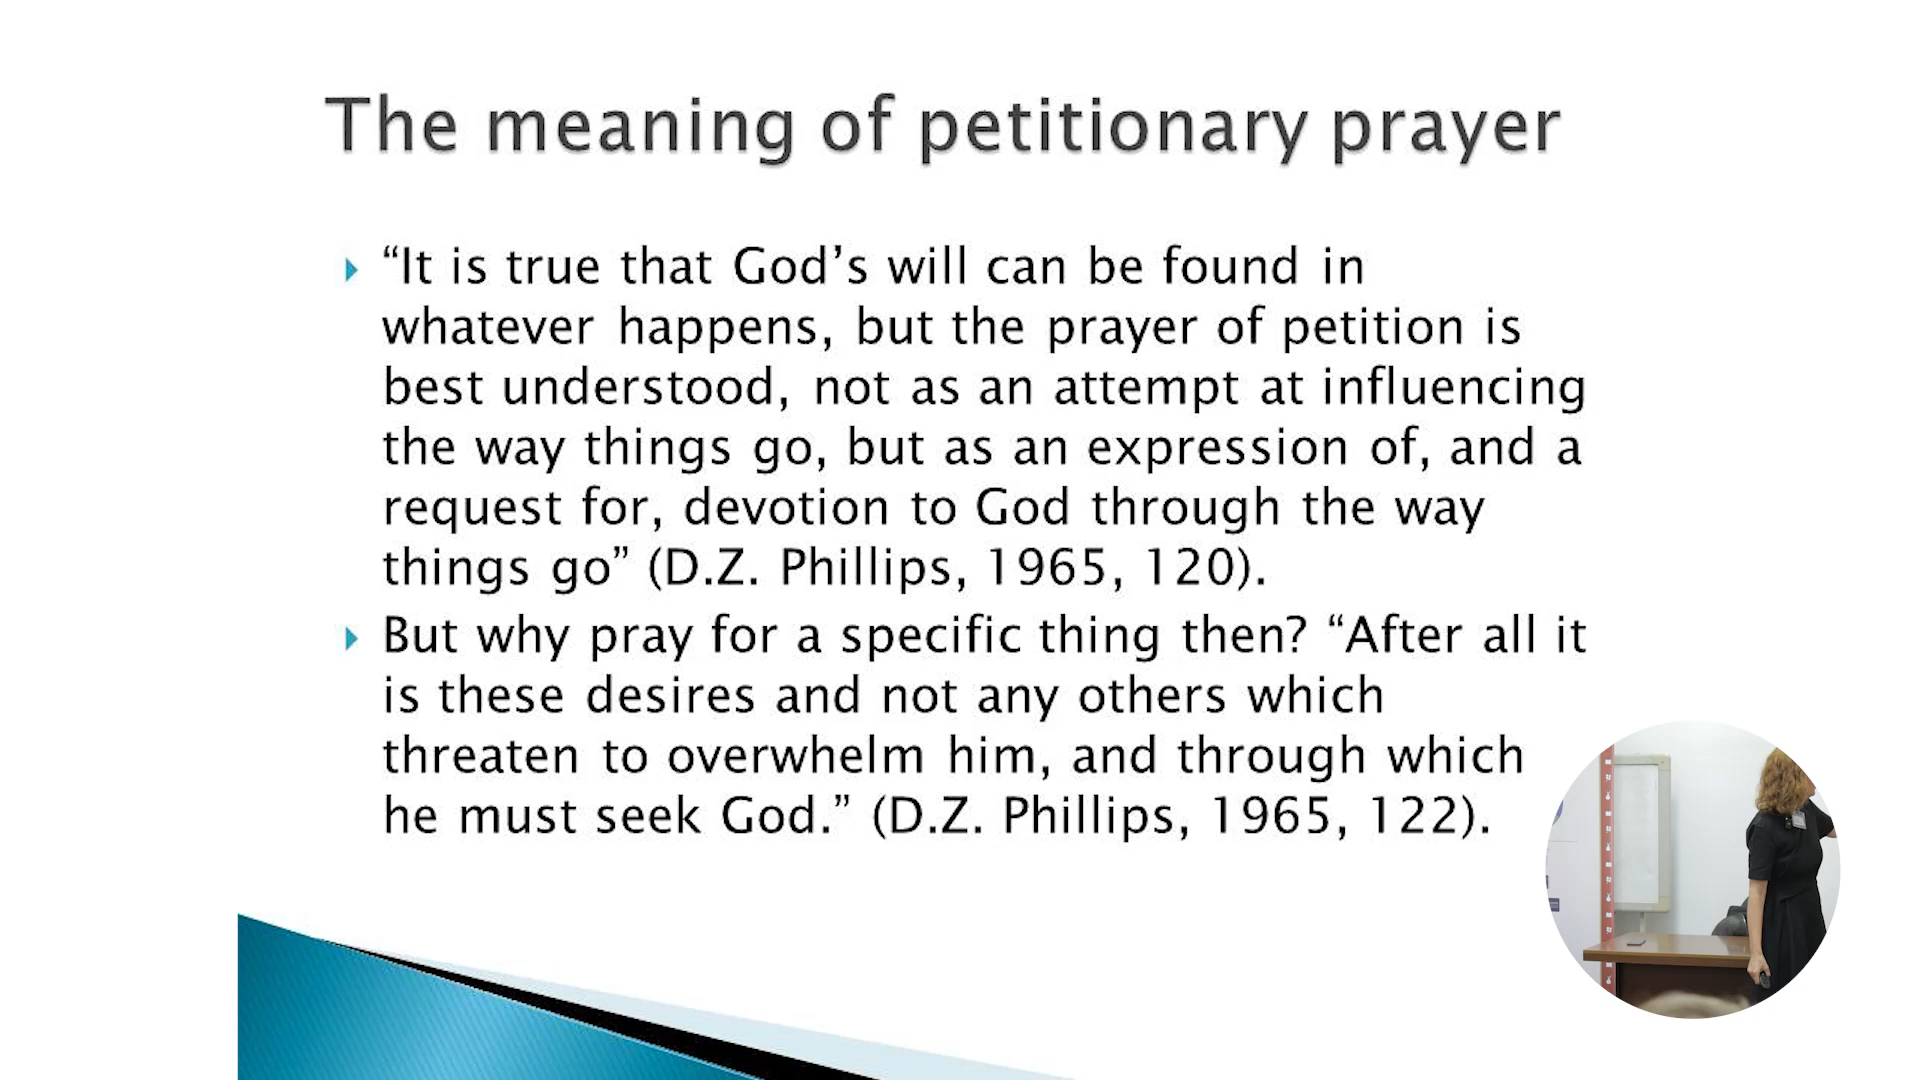 The meaning of petitionary prayer
“It is true that God’s will can be found in
whatever happens, but the prayer of petition is
best understood, not as an attempt at influencing
the way things go, but as an expression of, and a
request for, devotion to God through the way
things go” (D.Z. Phillips, 1965, 120).
But why pray for a specific thing then? “After all it
is these desires and not any others which
threaten to overwhelm him, and through which
he must seek God.” (D.Z. Phillips, 1965, 122).